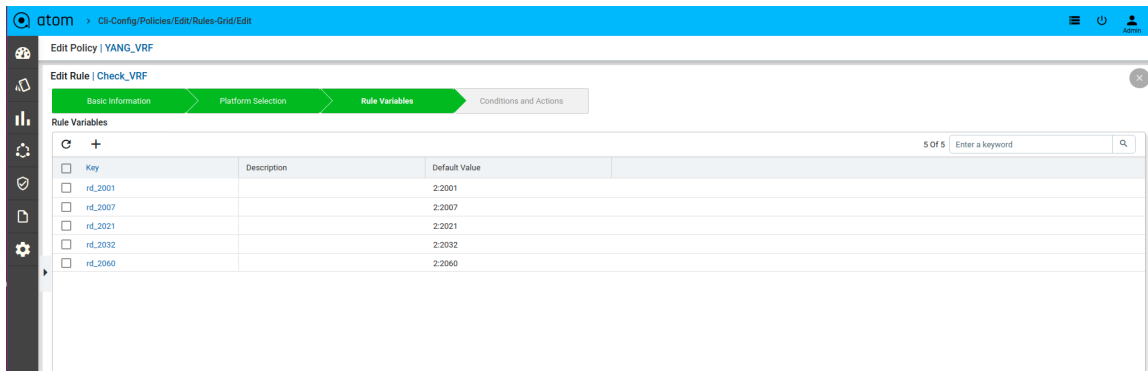 atom > Cli-Config/Policies/Edit/Rules-Grid/Edit
Admin
Edit Policy | YANG_VRF
Edit Rule | Check_VRF
Basic Information Platform Selection Rule Variables Conditions and Actions
Rule Variables
5 Of 5 Enter a keyword
Key Description Default Value
rd_2001 2:2001
rd_2007 2:2007
rd_2021 2:2021
rd_2032 2:2032
rd_2060 2:2060